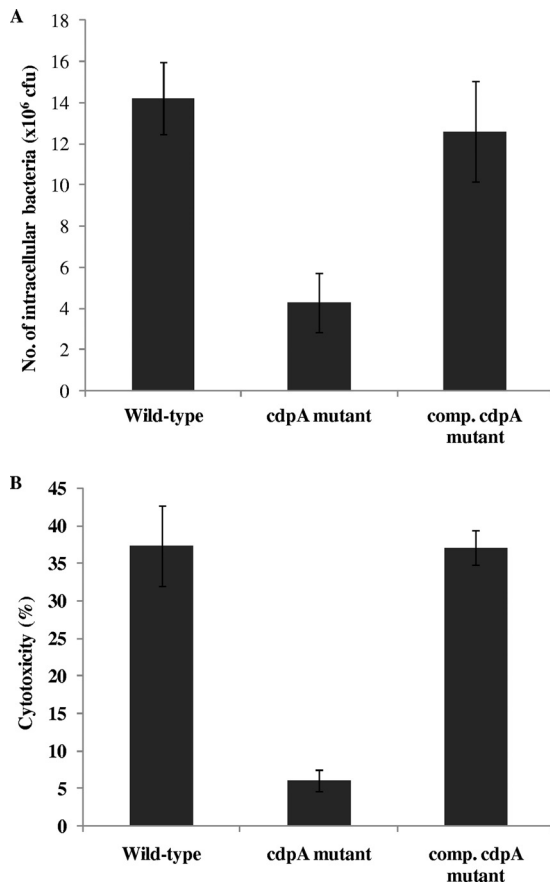 A
No. of intracellular bacteria (x10⁶ cfu)
18
16
14
12
10
8
6
4
2
0
Wild-type
cdpA mutant
comp. cdpA
mutant
B
Cytotoxicity (%)
45
40
35
30
25
20
15
10
5
0
Wild-type
cdpA mutant
comp. cdpA
mutant